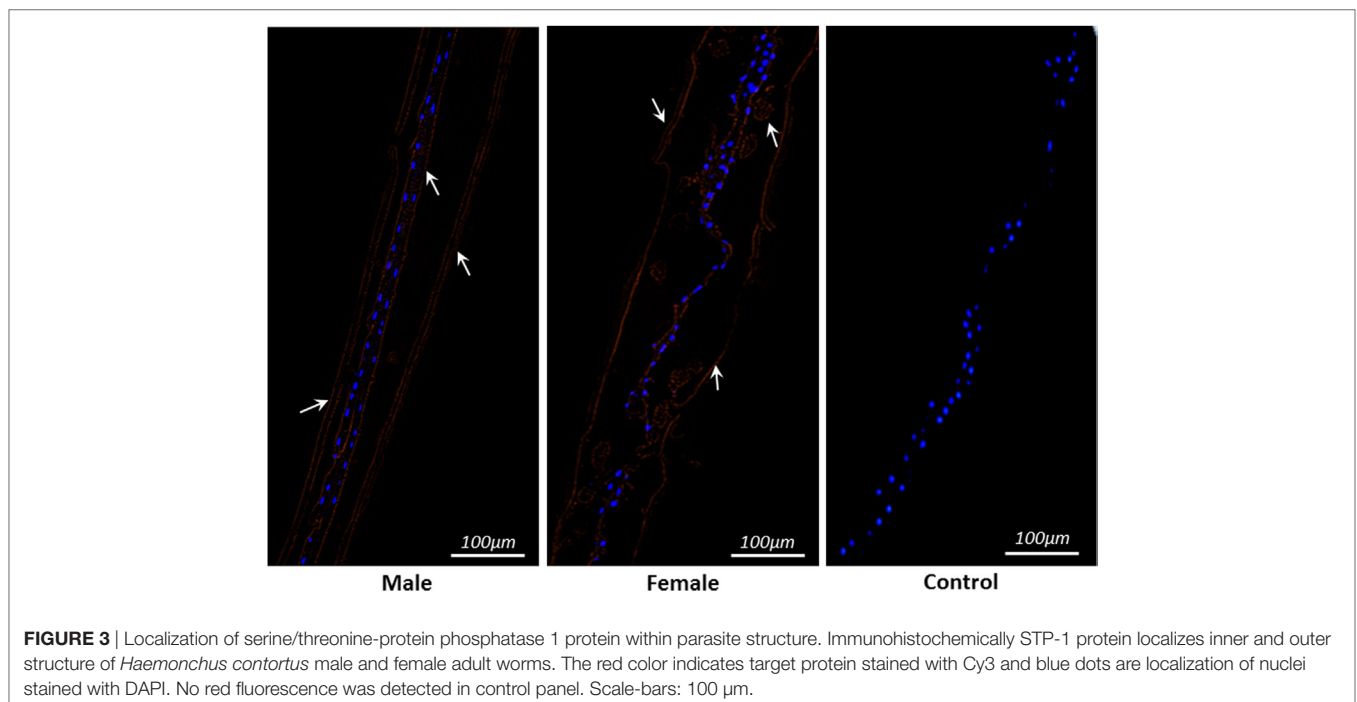 100µm
100µm
100µm
Male
Female
Control
FIGURE 3 | Localization of serine/threonine-protein phosphatase 1 protein within parasite structure. Immunohistochemically STP-1 protein localizes inner and outer
structure of Haemonchus contortus male and female adult worms. The red color indicates target protein stained with Cy3 and blue dots are localization of nuclei
stained with DAPI. No red fluorescence was detected in control panel. Scale-bars: 100 µm.